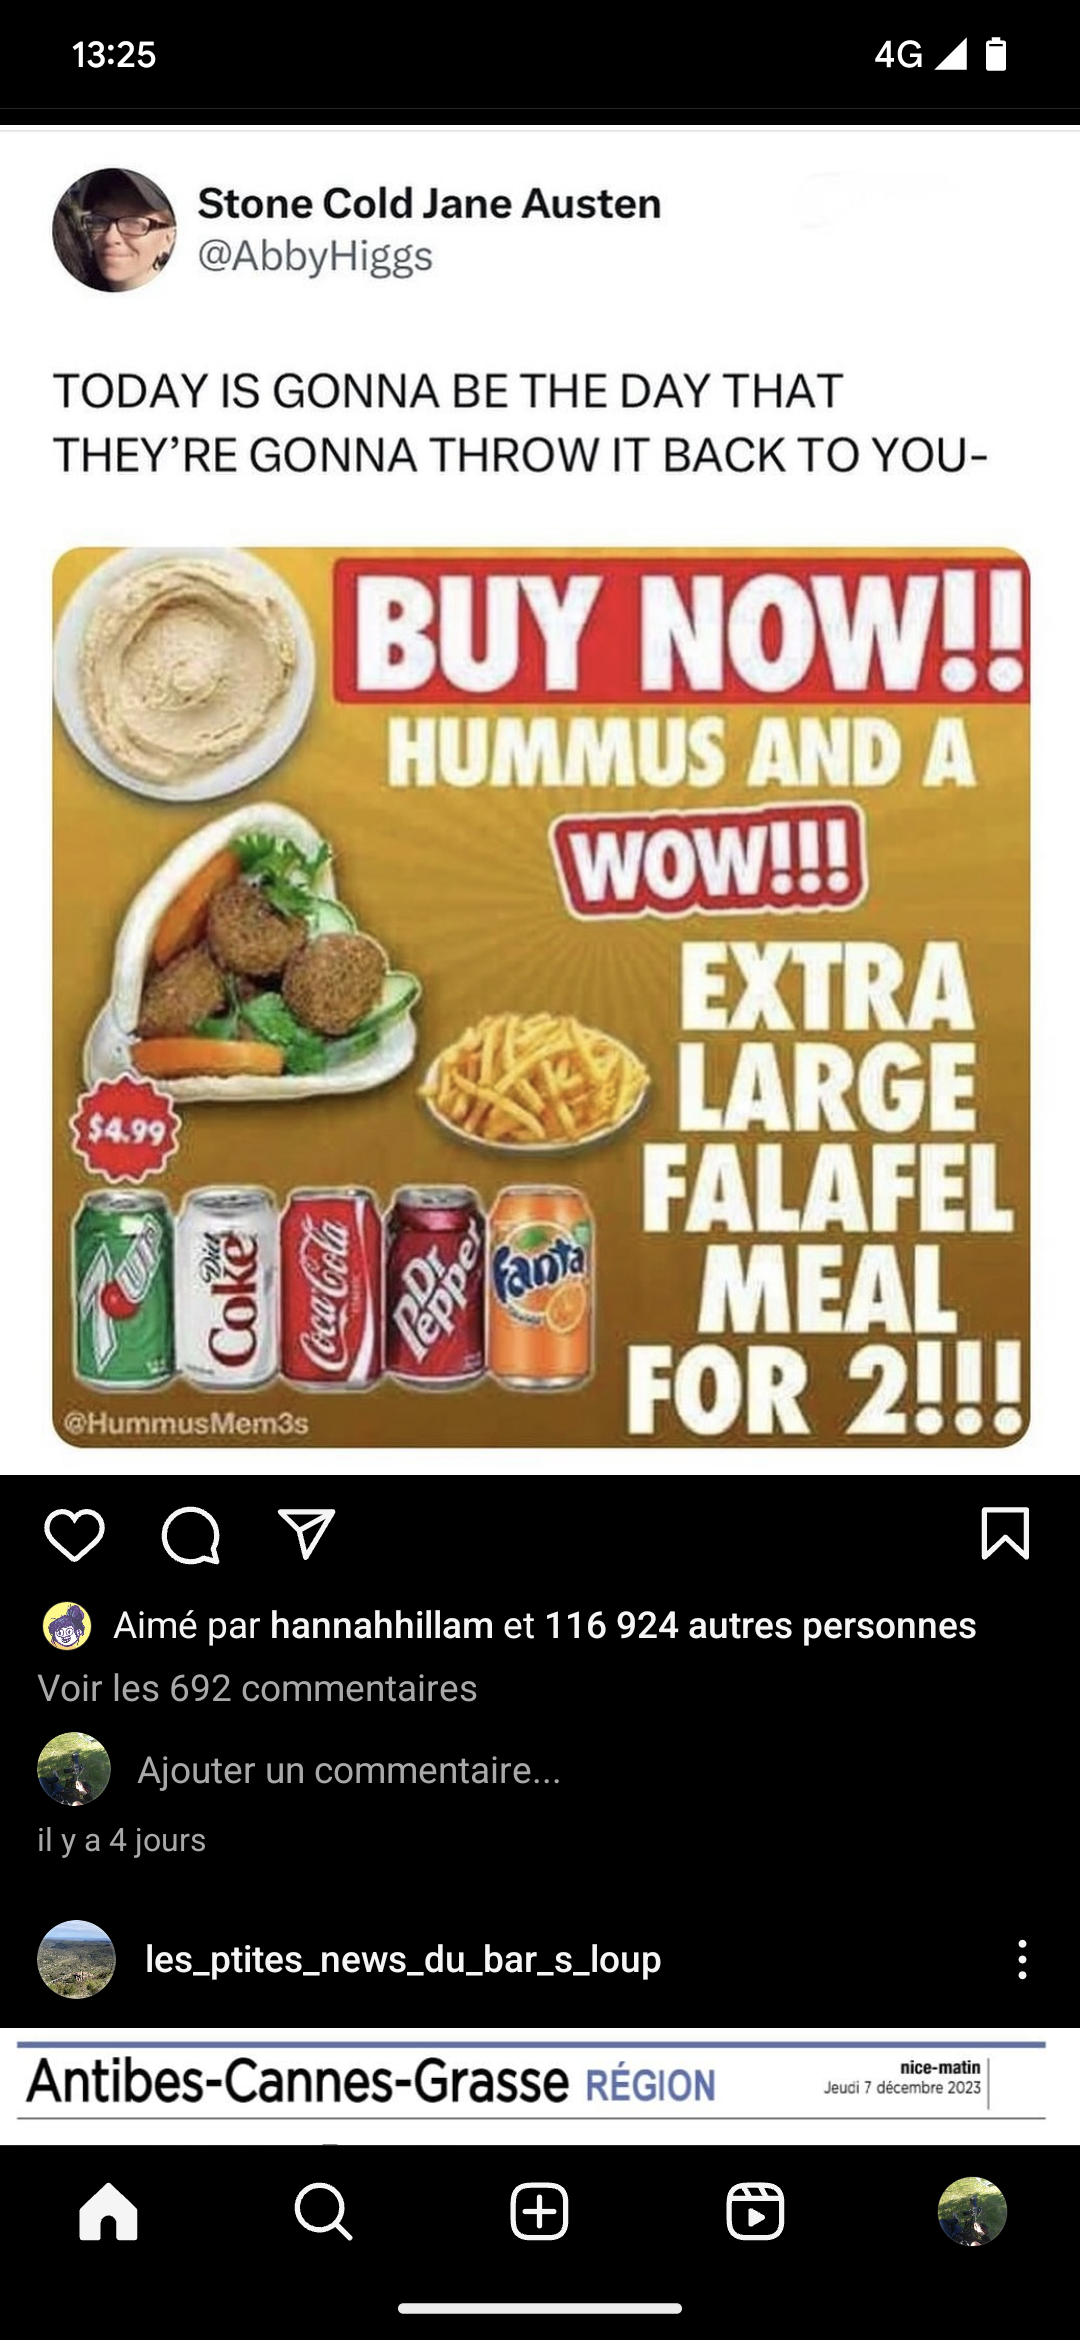 13:25
4G
Stone Cold Jane Austen
@AbbyHiggs
TODAY IS GONNA BE THE DAY THAT
THEY'RE GONNA THROW IT BACK TO YOU-
BUY NOW!!
HUMMUS AND A
WOW!!!
EXTRA
LARGE
FALAFEL
MEAL
FOR 2!!!
$4.99
7UP
Diet Coke
Coca-Cola
Dr. Pepper
Fanta
@HummusMem3s
Aimé par hannahhillam et 116 924 autres personnes
Voir les 692 commentaires
Ajouter un commentaire...
il y a 4 jours
les_ptites_news_du_bar_s_loup
Antibes-Cannes-Grasse RÉGION
nice-matin
Jeudi 7 décembre 2023